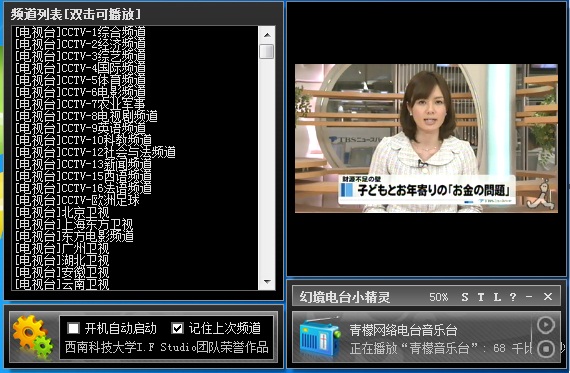 频道列表[双击可播放]
[电视台]CCTV-1综合频道
[电视台]CCTV-2经济频道
[电视台]CCTV-3综艺频道
[电视台]CCTV-4国际频道
[电视台]CCTV-5体育频道
[电视台]CCTV-6电影频道
[电视台]CCTV-7农业军事
[电视台]CCTV-8电视剧频道
[电视台]CCTV-9英语频道
[电视台]CCTV-10科教频道
[电视台]CCTV-12社会与法频道
[电视台]CCTV-13新闻频道
[电视台]CCTV-15西语频道
[电视台]CCTV-16法语频道
[电视台]CCTV-欧洲足球
[电视台]北京卫视
[电视台]上海东方卫视
[电视台]东方电影频道
[电视台]广州卫视
[电视台]湖北卫视
[电视台]安徽卫视
[电视台]云南卫视
开机自动启动
记住上次频道
西南科技大学I.F Studio团队荣誉作品
財源不足の壁
子どもとお年寄りの「お金の問題」
幻境电台小精灵 50% S T L ? - ×
青檬网络电台音乐台
正在播放“青檬音乐台”: 68 千比